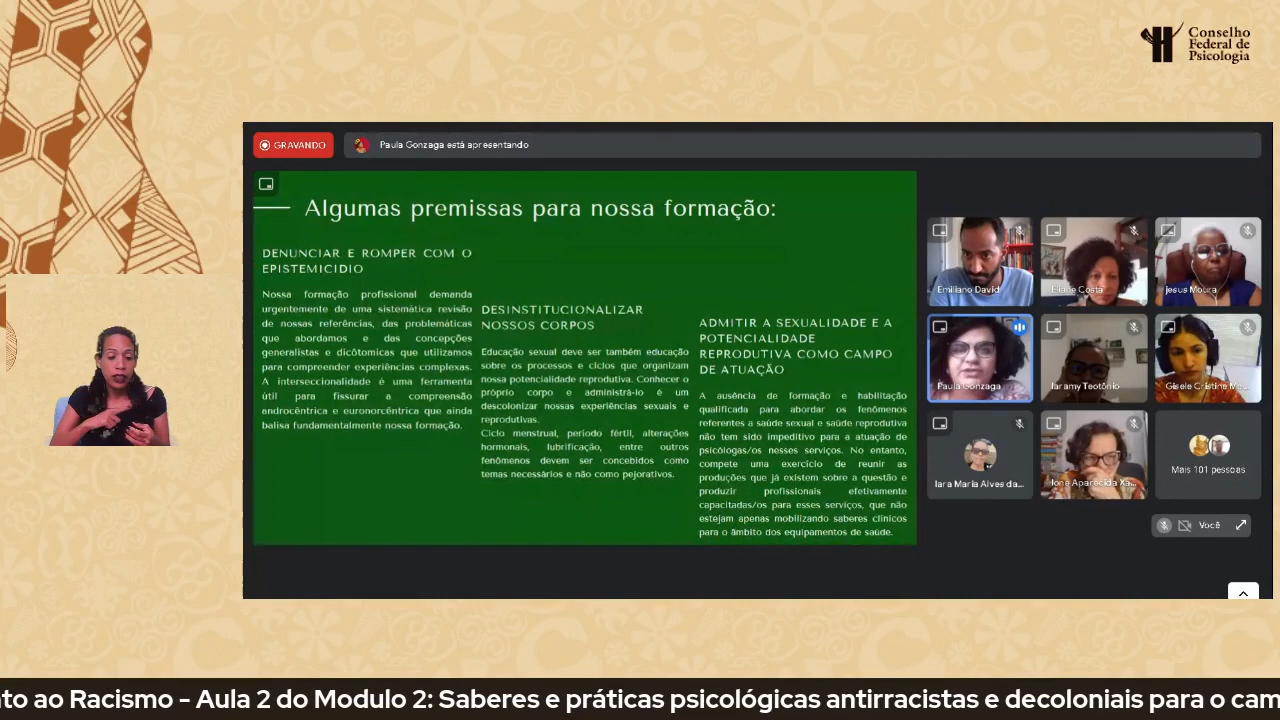 Conselho
Federal de
Psicologia
GRAVANDO
Paula Gonzaga está apresentando
Algumas premissas para nossa formação:
DENUNCIAR E ROMPER COM O
EPISTEMICIDIO
Nossa formação profissional demanda
urgentemente de uma sistemática revisão
de nossas referências, das problemáticas
que abordamos e das concepções
generalistas e dicôtomicas que utilizamos
para compreender experiências complexas.
A interseccionalidade é uma ferramenta
útil para fissurar a compreensão
androcêntrica e euronorcêntrica que ainda
balisa fundamentalmente nossa formação.
DESINSTITUCIONALIZAR
NOSSOS CORPOS
Educação sexual deve ser também educação
sobre os processos e ciclos que organizam
nossa potencialidade reprodutiva. Conhecer o
próprio corpo e administrá-lo é um
descolonizar nossas experiências sexuais e
reprodutivas.
Ciclo menstrual, período fértil, alterações
hormonais, lubrificação, entre outros
fenômenos devem ser concebidos como
temas necessários e não como pejorativos.
ADMITIR A SEXUALIDADE E A
POTENCIALIDADE
REPRODUTIVA COMO CAMPO
DE ATUAÇÃO
A ausência de formação e habilitação
qualificada para abordar os fenômenos
referentes a saúde sexual e saúde reprodutiva
não tem sido impeditivo para a atuação de
psicólogas/os nesses serviços. No entanto,
compete uma exercício de reunir as
produções que já existem sobre a questão e
produzir profissionais efetivamente
capacitadas/os para esses serviços, que não
estejam apenas mobilizando saberes clínicos
para o âmbito dos equipamentos de saúde.
Emiliano David
Eliane Costa
jesus Moura
Paula Gonzaga
Iaramy Teotônio
Gisele Cristine Mo...
Iara Maria Alves da...
Ione Aparecida Xa...
Mais 101 pessoas
Você
to ao Racismo - Aula 2 do Modulo 2: Saberes e práticas psicológicas antirracistas e decoloniais para o cam